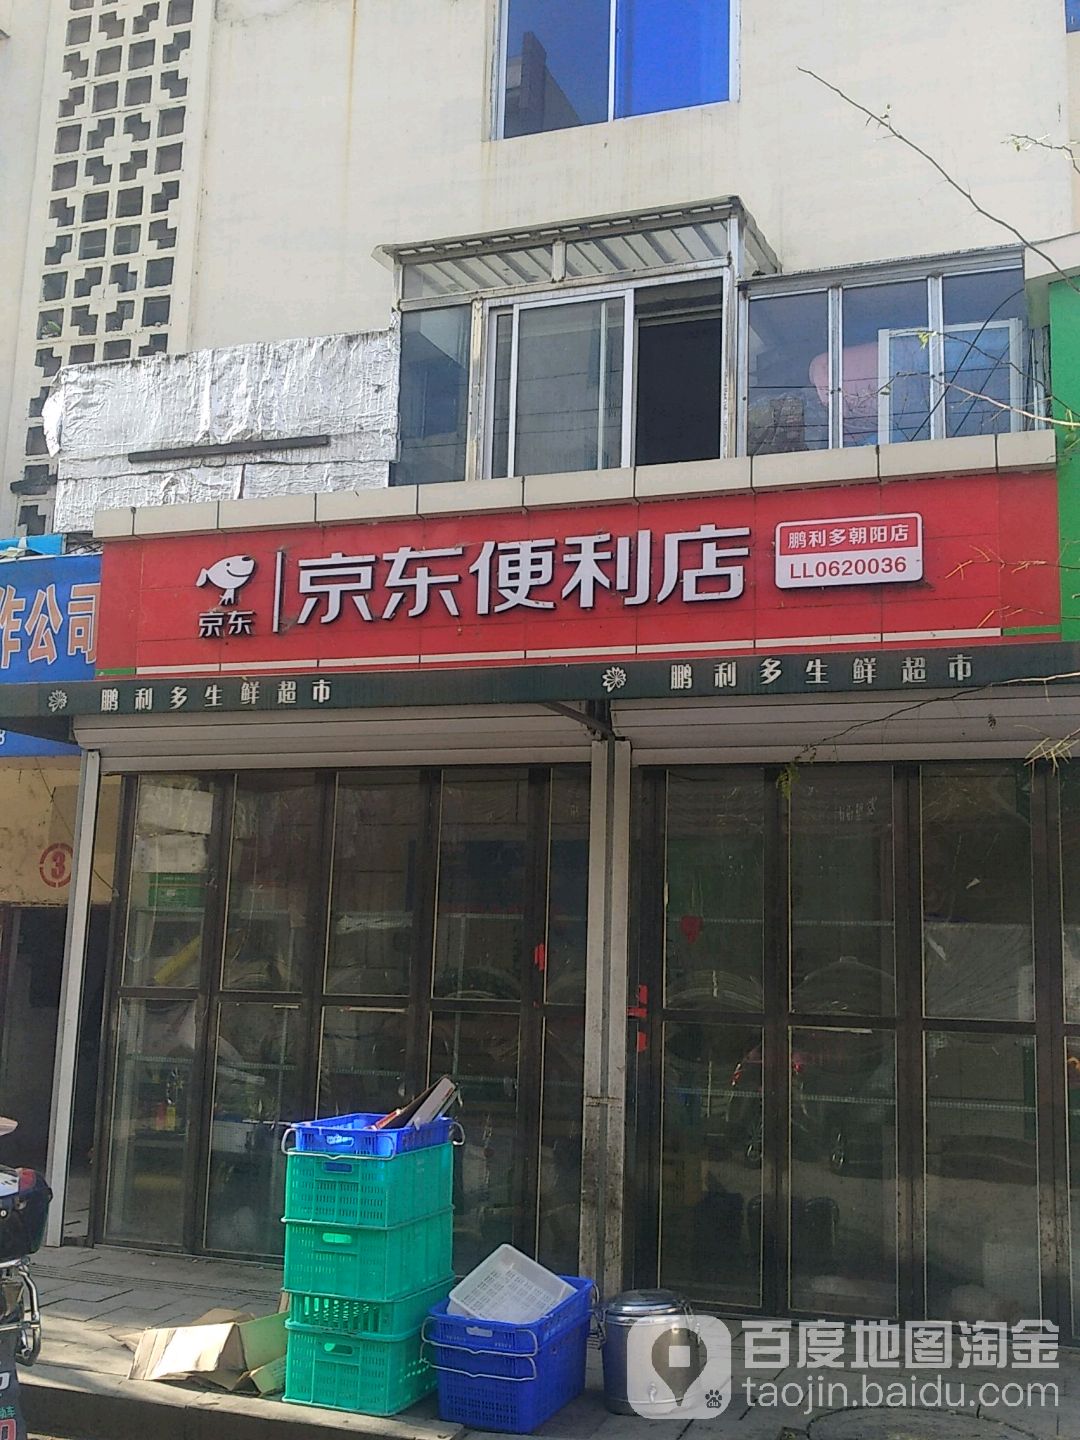 京东便利店
鹏利多朝阳店
LL0620036
京东
作公司
鹏利多生鲜超市
鹏利多生鲜超市
3
百度地图淘金
taojin.baidu.com